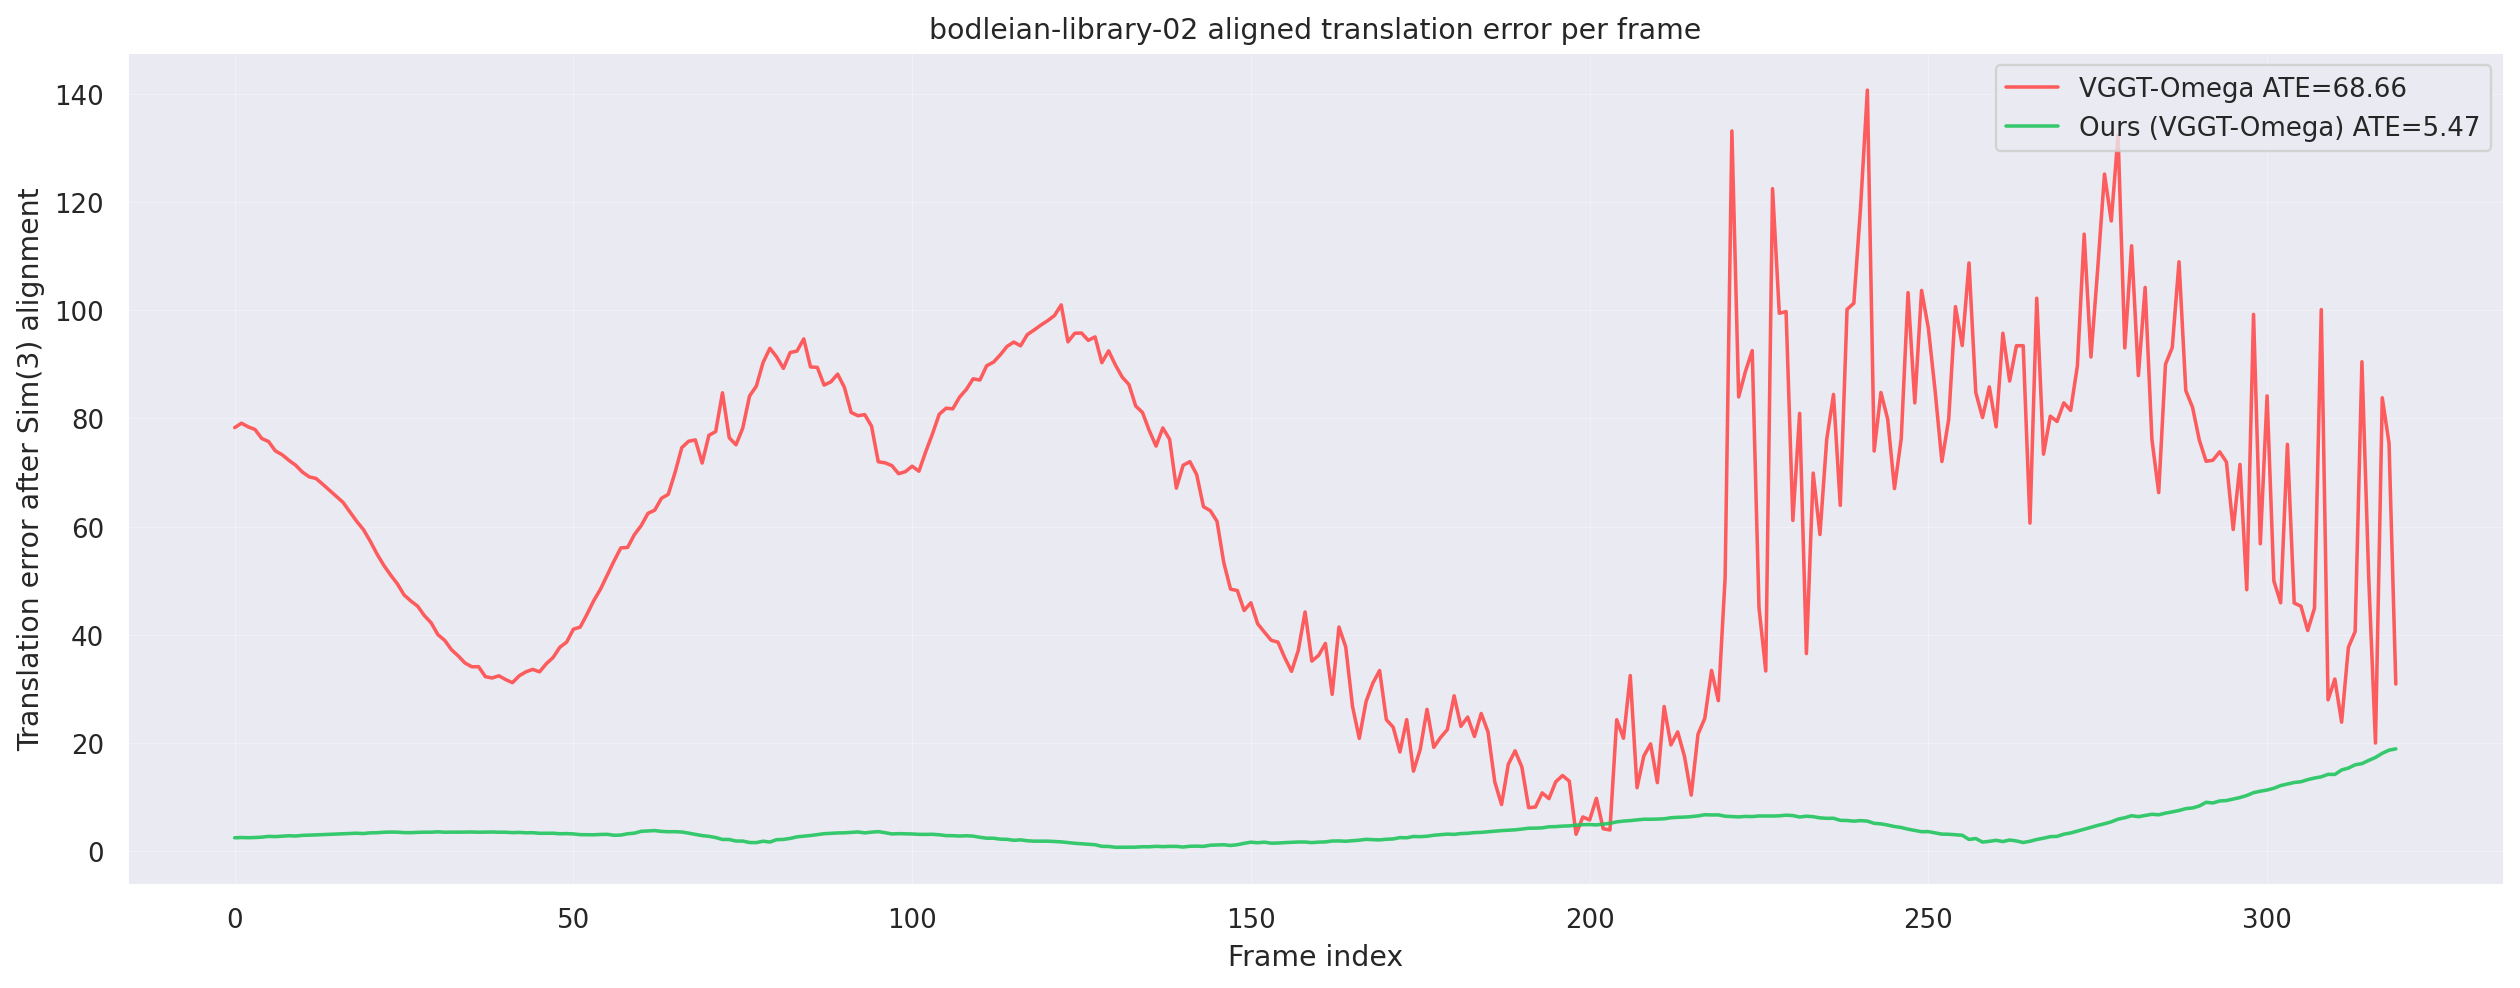 bodleian-library-02 aligned translation error per frame
VGGT-Omega ATE=68.66
Ours (VGGT-Omega) ATE=5.47
Translation error after Sim(3) alignment
140
120
100
80
60
40
20
0
0 50 100 150 200 250 300
Frame index